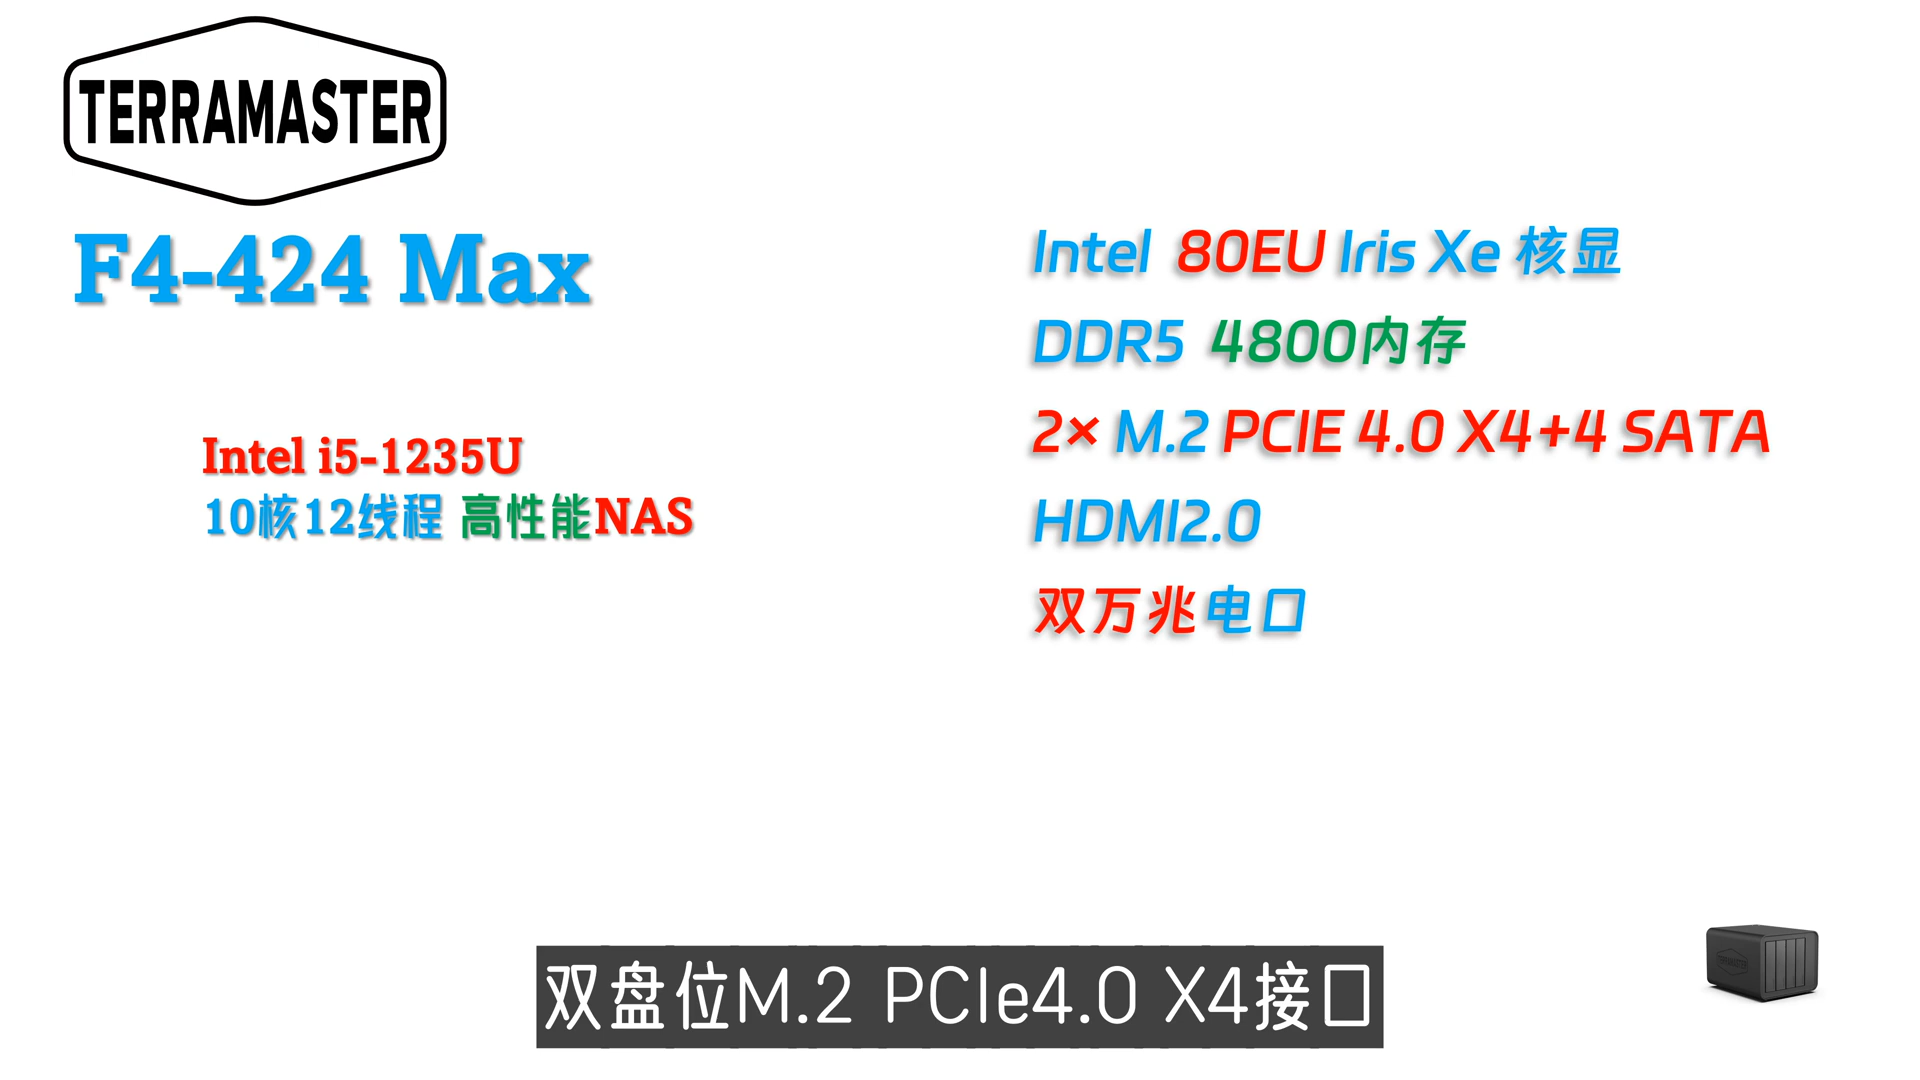 TERRAMASTER
F4-424 Max
Intel i5-1235U
10核12线程 高性能NAS
Intel 80EU Iris Xe 核显
DDR5 4800内存
2× M.2 PCIE 4.0 X4+4 SATA
HDMI2.0
双万兆电口
双盘位M.2 PCIe4.0 X4接口
TERRAMASTER